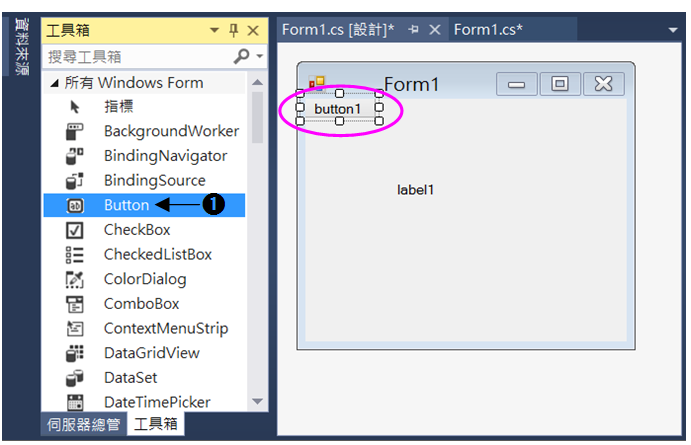 資料來源
工具箱
搜尋工具箱
所有 Windows Form
指標
BackgroundWorker
BindingNavigator
BindingSource
Button
1
CheckBox
CheckedListBox
ColorDialog
ComboBox
ContextMenuStrip
DataGridView
DataSet
DateTimePicker
伺服器總管 工具箱
Form1.cs [設計]* Form1.cs*
Form1
button1
label1